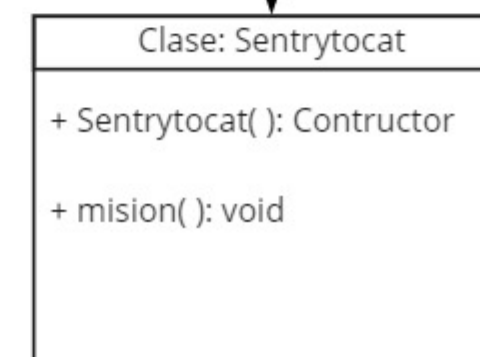 Clase: Sentrytocat
+ Sentrytocat( ): Contructor
+ mision( ): void